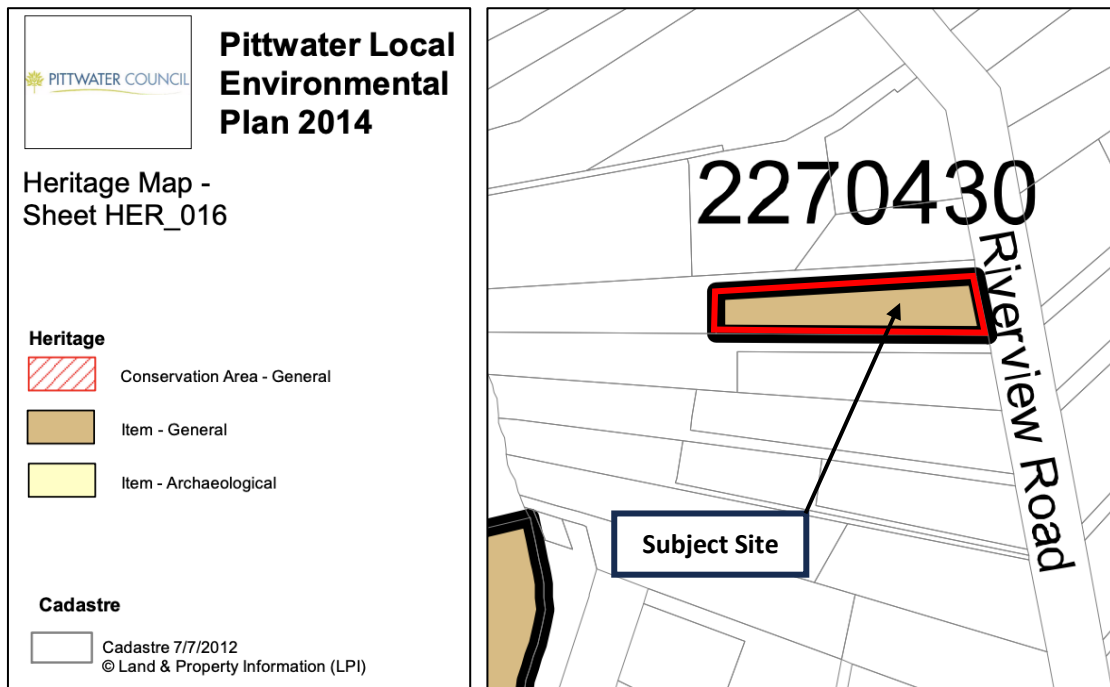 PITTWATER COUNCIL
Pittwater Local
Environmental
Plan 2014
Heritage Map -
Sheet HER_016
Heritage
Conservation Area - General
Item - General
Item - Archaeological
Cadastre
Cadastre 7/7/2012
© Land & Property Information (LPI)
2270430
Riverview Road
Subject Site